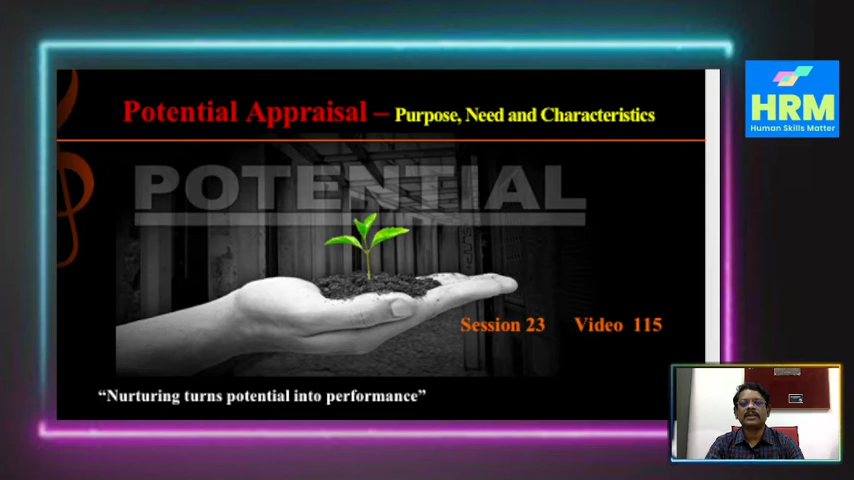 Potential Appraisal – Purpose, Need and Characteristics
POTENTIAL
Session 23 Video 115
“Nurturing turns potential into performance”
HRM
Human Skills Matter